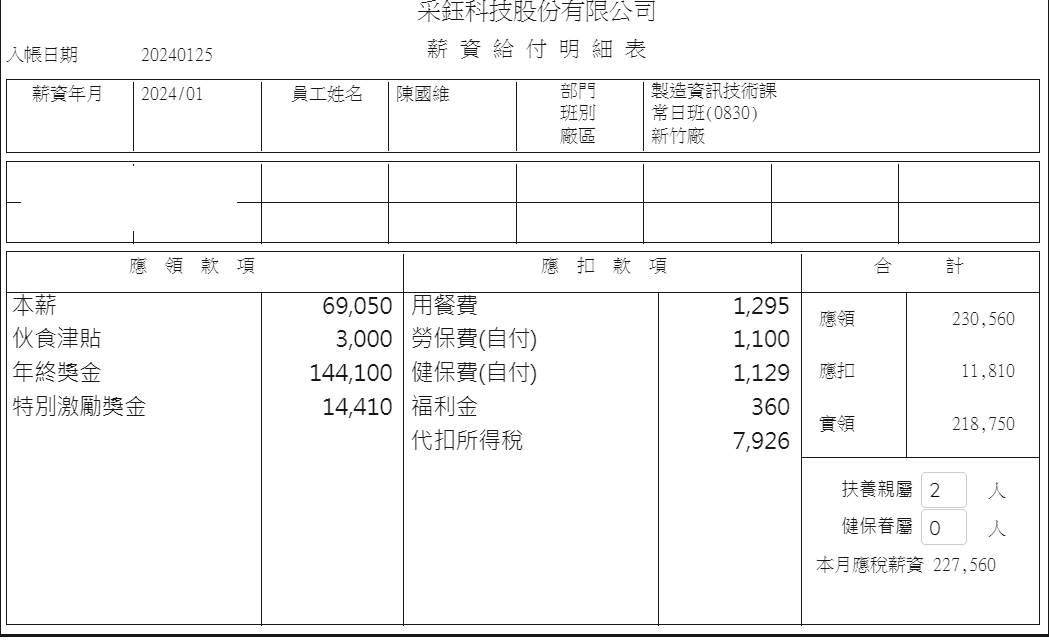 采鈺科技股份有限公司
薪資給付明細表
入帳日期 20240125
薪資年月 2024/01 員工姓名 陳國維 部門 製造資訊技術課
班別 常日班(0830)
廠區 新竹廠
應領款項 應扣款項 合計
本薪 69,050 用餐費 1,295
應領 230,560
伙食津貼 3,000 勞保費(自付) 1,100
年終獎金 144,100 健保費(自付) 1,129
應扣 11,810
特別激勵獎金 14,410 福利金 360
實領 218,750
代扣所得稅 7,926
扶養親屬 2 人
健保眷屬 0 人
本月應稅薪資 227,560